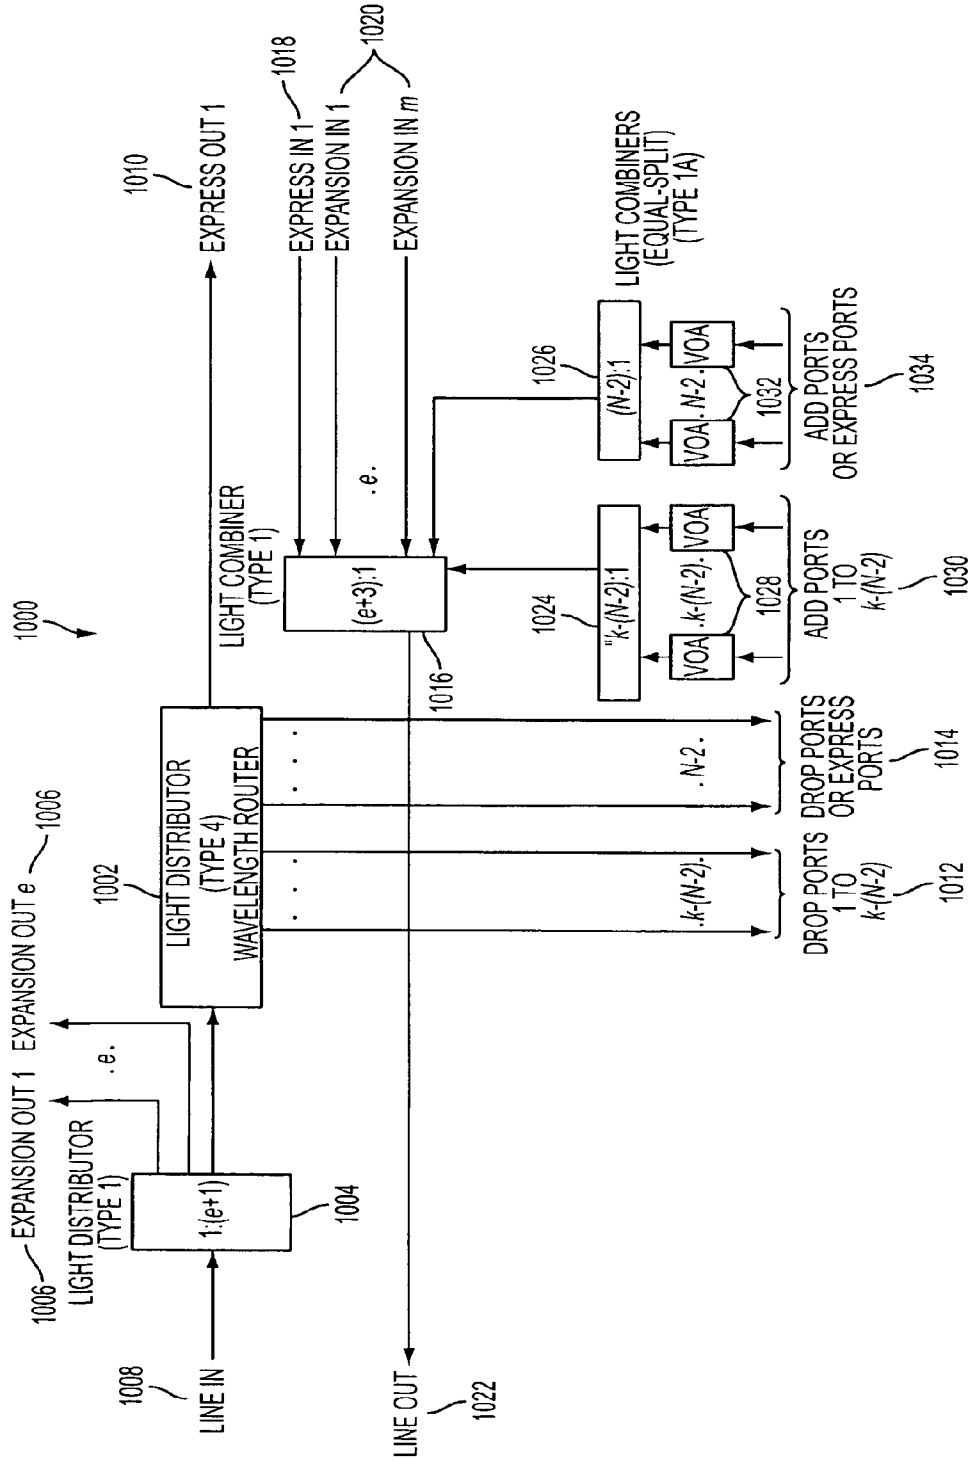 1000
1006 EXPANSION OUT 1
EXPANSION OUT e 1006
.e.
LIGHT DISTRIBUTOR
(TYPE 1)
1:(e+1)
1004
1008
LINE IN
1002
LIGHT DISTRIBUTOR
(TYPE 4)
WAVELENGTH ROUTER
1010
EXPRESS OUT 1
LIGHT COMBINER
(TYPE 1)
(e+3):1
1016
1018
EXPRESS IN 1
1020
EXPANSION IN 1
.e.
EXPANSION IN m
LINE OUT
1022
. . .
.k-(N-2).
DROP PORTS
1 TO
k-(N-2)
1012
. . .
. N-2 .
DROP PORTS
OR EXPRESS
PORTS
1014
1024
"k-(N-2):1
VOA .k-(N-2). VOA
1028
ADD PORTS
1 TO
k-(N-2)
1030
1026
(N-2):1
VOA . N-2 . VOA
1032
ADD PORTS
OR EXPRESS PORTS
1034
LIGHT COMBINERS
(EQUAL-SPLIT)
(TYPE 1A)